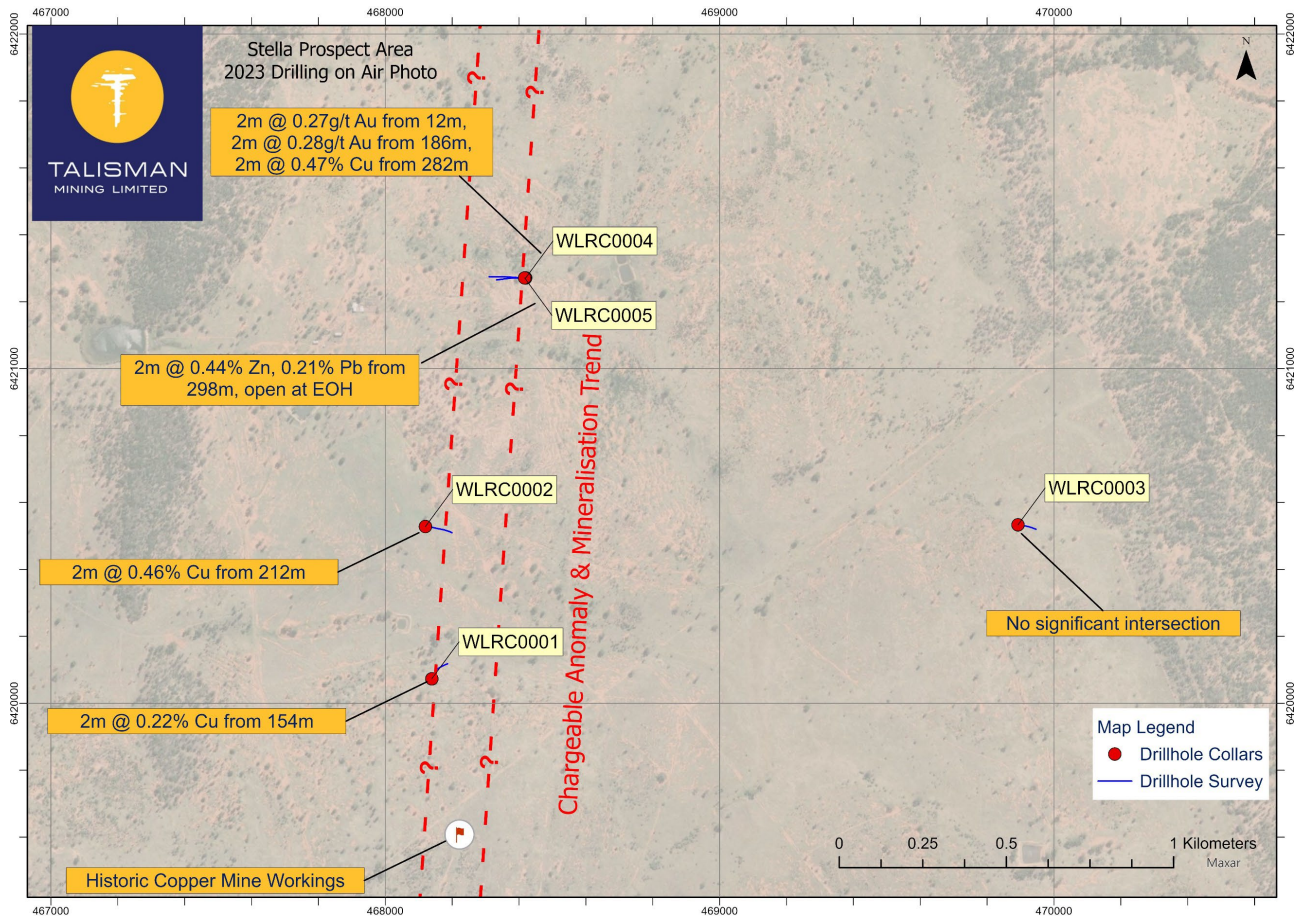 467000
468000
469000
470000
6422000
6422000
TALISMAN
MINING LIMITED
Stella Prospect Area
2023 Drilling on Air Photo
N
2m @ 0.27g/t Au from 12m,
2m @ 0.28g/t Au from 186m,
2m @ 0.47% Cu from 282m
?
?
WLRC0004
WLRC0005
6421000
6421000
2m @ 0.44% Zn, 0.21% Pb from
298m, open at EOH
?
?
Chargeable Anomaly & Mineralisation Trend
WLRC0002
WLRC0003
2m @ 0.46% Cu from 212m
No significant intersection
WLRC0001
6420000
6420000
2m @ 0.22% Cu from 154m
?
?
Map Legend
Drillhole Collars
Drillhole Survey
Historic Copper Mine Workings
0 0.25 0.5 1 Kilometers
Maxar
467000
468000
469000
470000